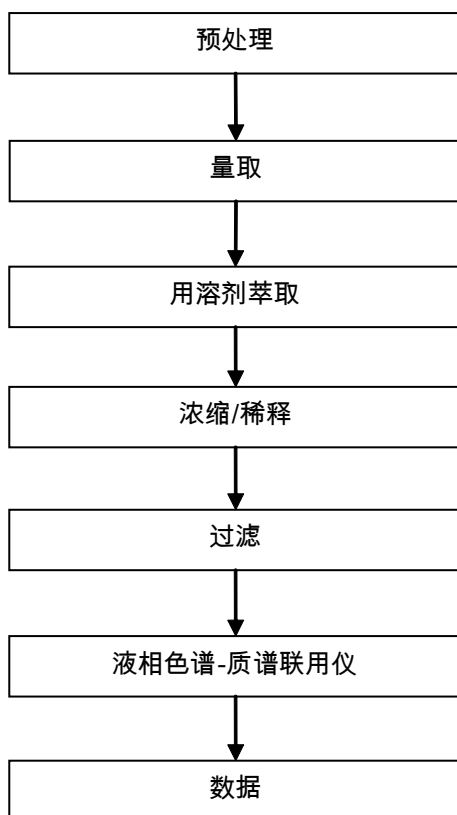 预处理
量取
用溶剂萃取
浓缩/稀释
过滤
液相色谱-质谱联用仪
数据